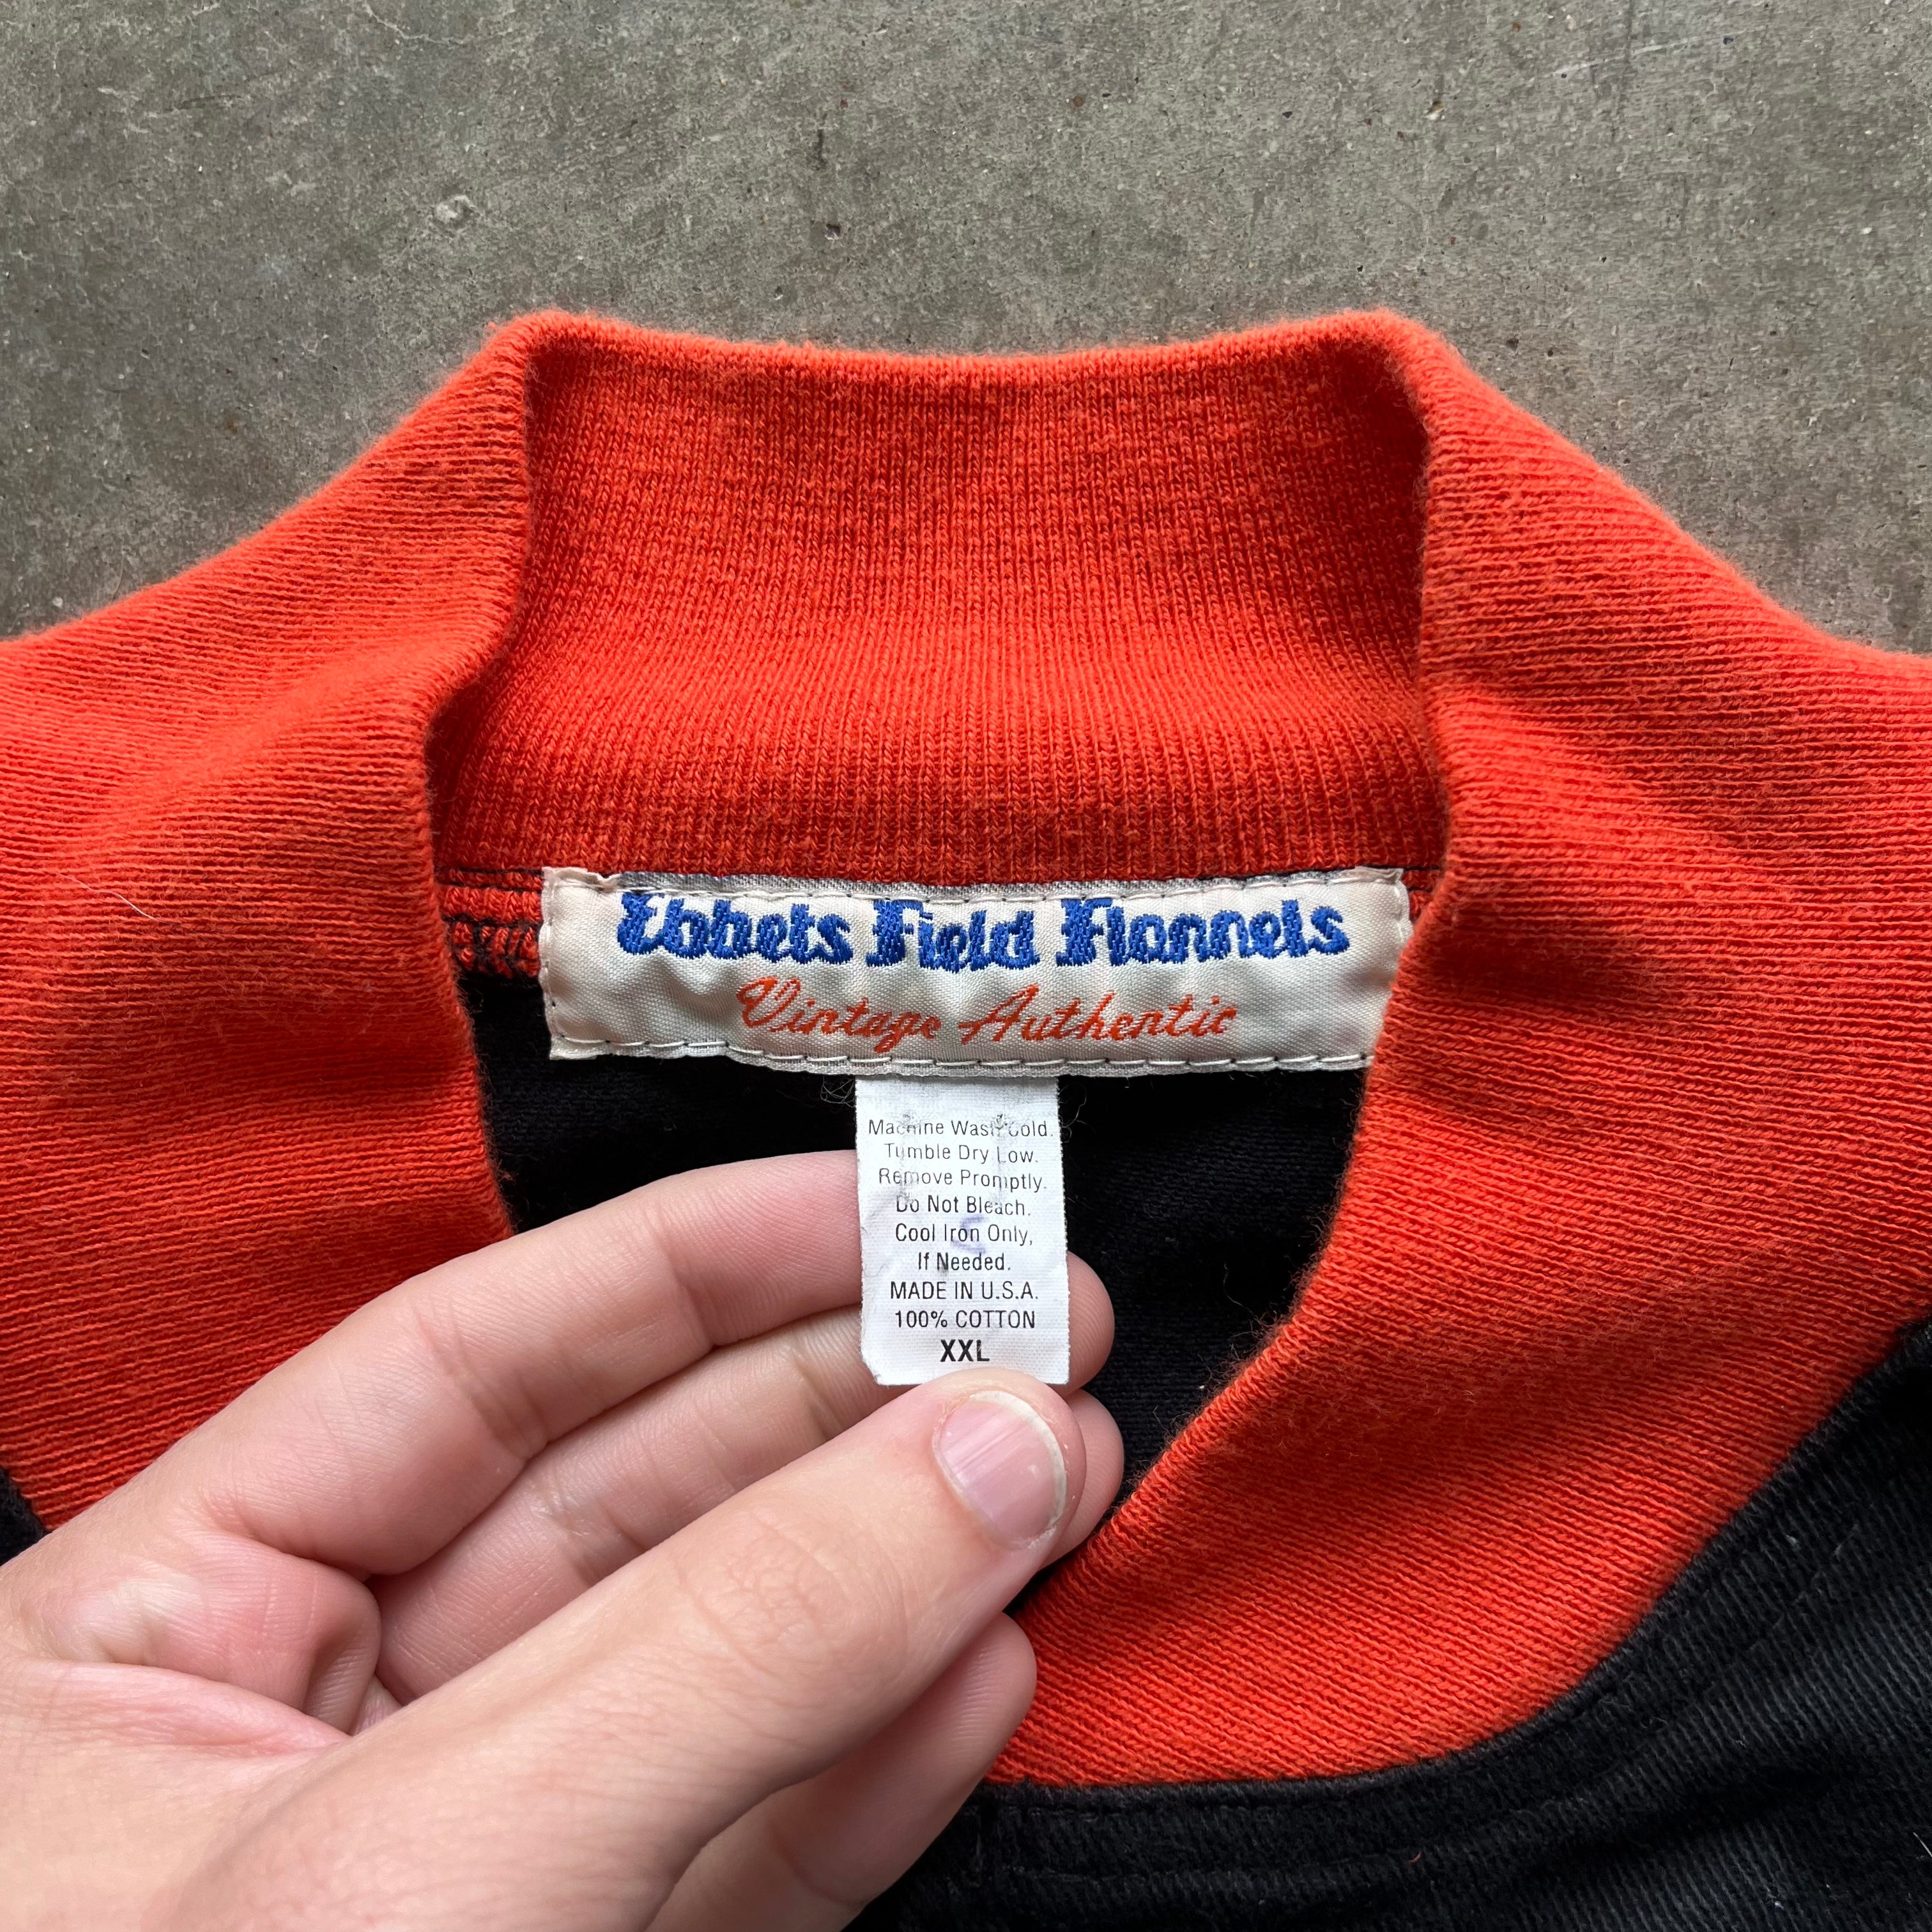 Ebbets Field Flannels
Vintage Authentic
Machine Wash Cold.
Tumble Dry Low.
Remove Promptly.
Do Not Bleach.
Cool Iron Only,
If Needed.
MADE IN U.S.A.
100% COTTON
XXL